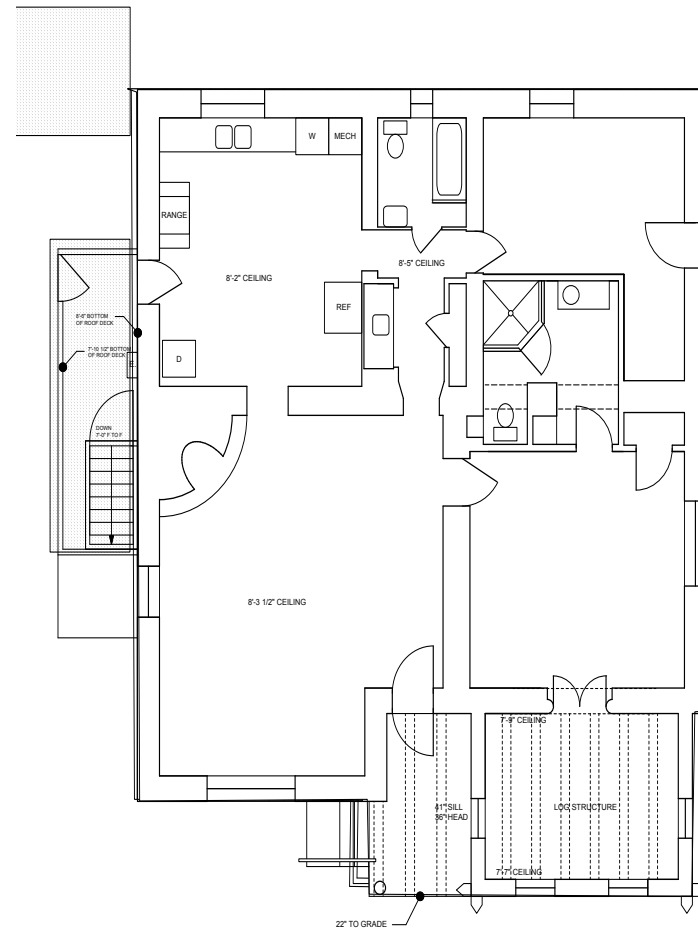 W
MECH
RANGE
8'-2" CEILING
8'-5" CEILING
REF
8'-6" BOTTOM
OF ROOF DECK
7'-10 1/2" BOTTOM
OF ROOF DECK
D
DOWN
7'-0" F TO F
8'-3 1/2" CEILING
7'-9" CEILING
41" SILL
36" HEAD
LOG STRUCTURE
7'-7" CEILING
22" TO GRADE